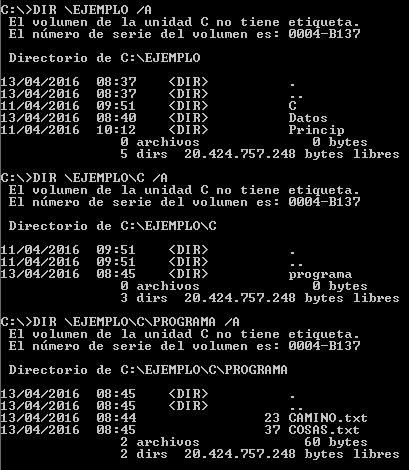 C:\>DIR \EJEMPLO /A
El volumen de la unidad C no tiene etiqueta.
El número de serie del volumen es: 0004-B137
Directorio de C:\EJEMPLO
13/04/2016 08:37 <DIR> .
13/04/2016 08:37 <DIR> ..
11/04/2016 09:51 <DIR> C
13/04/2016 08:40 <DIR> Datos
11/04/2016 10:12 <DIR> Princip
0 archivos 0 bytes
5 dirs 20.424.757.248 bytes libres
C:\>DIR \EJEMPLO\C /A
El volumen de la unidad C no tiene etiqueta.
El número de serie del volumen es: 0004-B137
Directorio de C:\EJEMPLO\C
11/04/2016 09:51 <DIR> .
11/04/2016 09:51 <DIR> ..
13/04/2016 08:45 <DIR> programa
0 archivos 0 bytes
3 dirs 20.424.757.248 bytes libres
C:\>DIR \EJEMPLO\C\PROGRAMA /A
El volumen de la unidad C no tiene etiqueta.
El número de serie del volumen es: 0004-B137
Directorio de C:\EJEMPLO\C\PROGRAMA
13/04/2016 08:45 <DIR> .
13/04/2016 08:45 <DIR> ..
13/04/2016 08:44 23 CAMINO.txt
13/04/2016 08:45 37 COSAS.txt
2 archivos 60 bytes
2 dirs 20.424.757.248 bytes libres